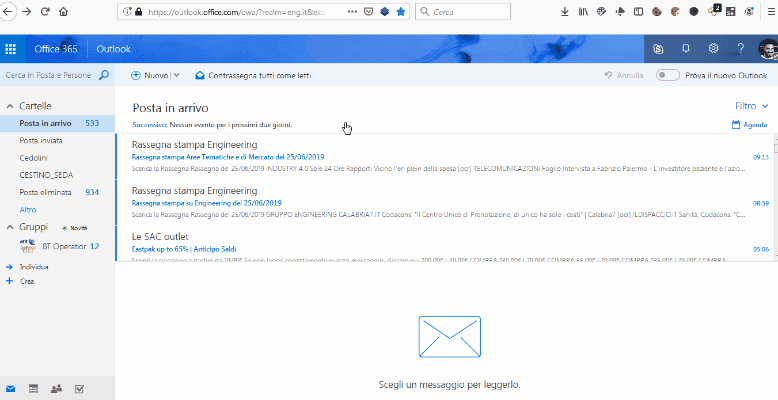 https://outlook.office.com/owa/?realm=eng.it&exs
Cerca
2
Office 365
Outlook
Cerca in Posta e Persone
Nuovo
Contrassegna tutti come letti
Annulla
Prova il nuovo Outlook
Cartelle
Posta in arrivo 533
Posta inviata
Cedolini
CESTINO_SEDA
Posta eliminata 934
Altro
Gruppi
Novità
BT Operation 12
Individua
Crea
Posta in arrivo
Filtro
Successivo: Nessun evento per i prossimi due giorni.
Agenda
Rassegna stampa Engineering
Rassegna stampa Aree Tematiche e di Mercato del 25/06/2019
09:13
Scarica la Rassegna del 25/06/2019 INDUSTRY 4.0 Sole 24 Ore Rapporti Vicino l'en plein della spesa [ocr] TELECOMUNICAZIONI Foglio Intervista a Fabrizio Palermo - L'investitore paziente e l'azio...
Rassegna stampa Engineering
Rassegna stampa su Engineering del 25/06/2019
08:59
Scarica la Rassegna del 25/06/2019 GRUPPO ENGINEERING CALABRIA7.IT Codacons: "Il Centro Unico di Prenotazione, di unico ha solo i costi" | Calabria7 [ocr] ILDISPACCIO.IT Sanità, Codacons: "C...
Le SAC outlet
Eastpak up to 65% | Anticipo Saldi
05:06
Scegli un messaggio per leggerlo.